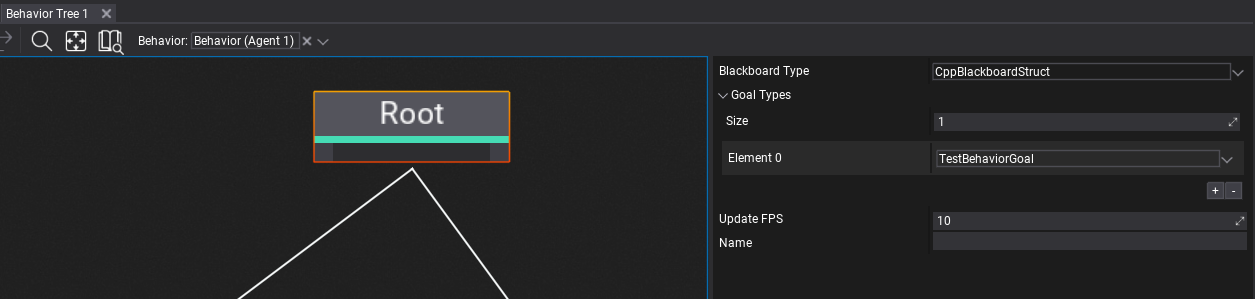 Behavior Tree 1
Behavior: Behavior (Agent 1)
Root
Blackboard Type CppBlackboardStruct
Goal Types
Size 1
Element 0 TestBehaviorGoal
+ -
Update FPS 10
Name